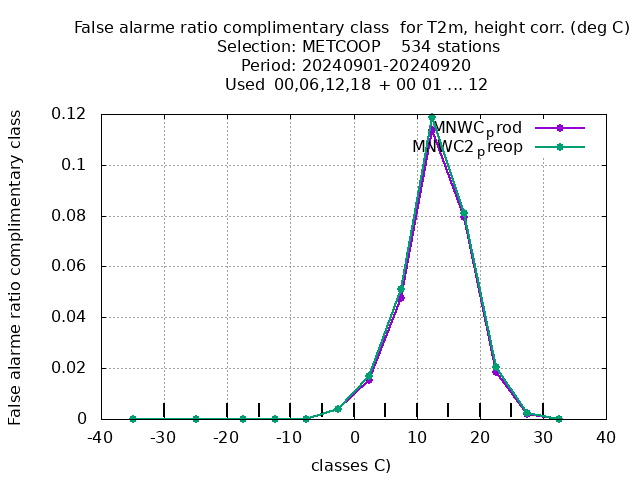 False alarme ratio complimentary class  for T2m, height corr. (deg C)
Selection: METCOOP    534 stations
Period: 20240901-20240920
Used  00,06,12,18 + 00 01 ... 12
False alarme ratio complimentary class
0.12
0.1
0.08
0.06
0.04
0.02
0
MNWCprod
MNWC2preop
-40 -30 -20 -10 0 10 20 30 40
classes C)